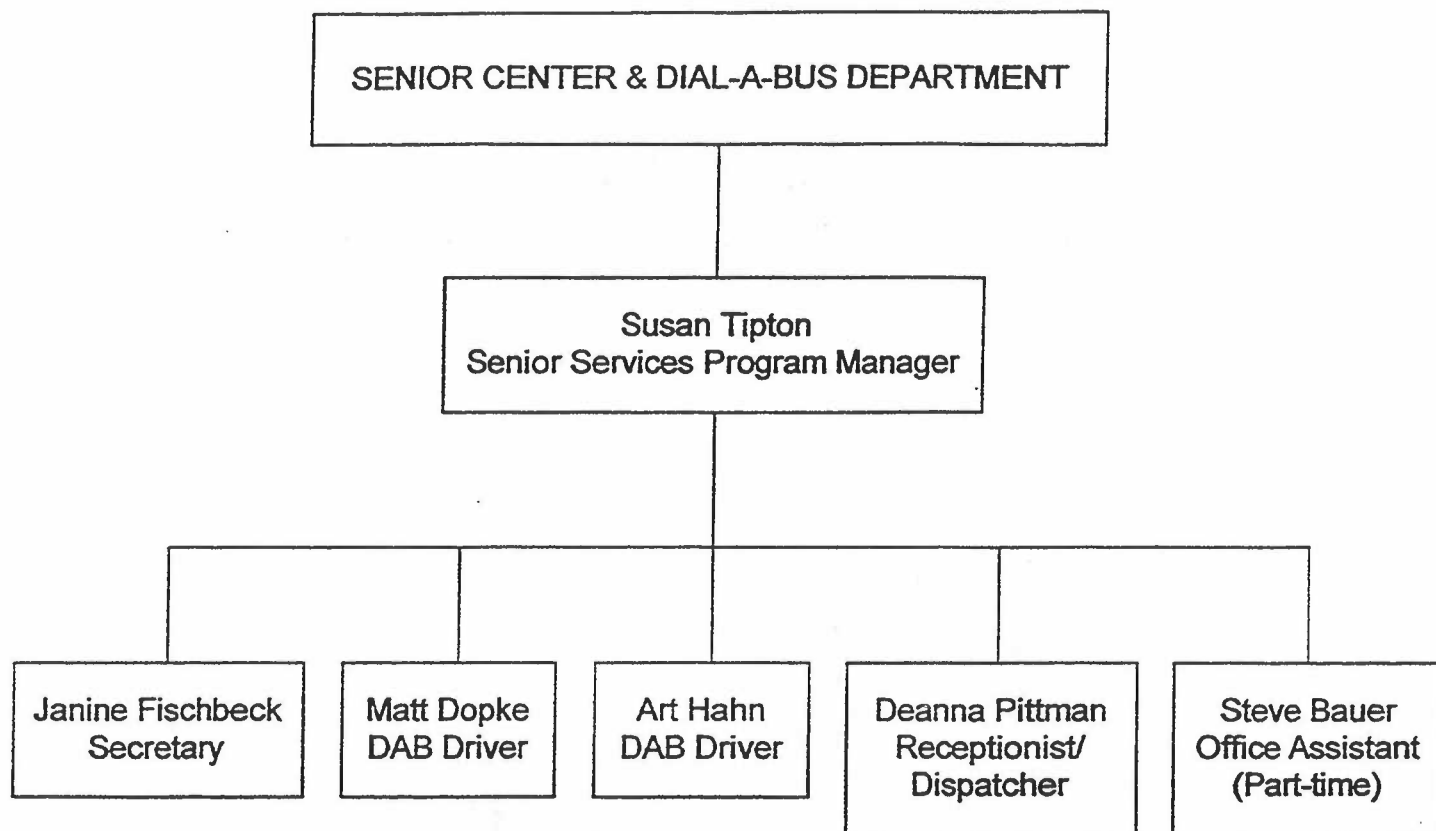 SENIOR CENTER & DIAL-A-BUS DEPARTMENT
Susan Tipton
Senior Services Program Manager
Janine Fischbeck
Secretary
Matt Dopke
DAB Driver
Art Hahn
DAB Driver
Deanna Pittman
Receptionist/
Dispatcher
Steve Bauer
Office Assistant
(Part-time)